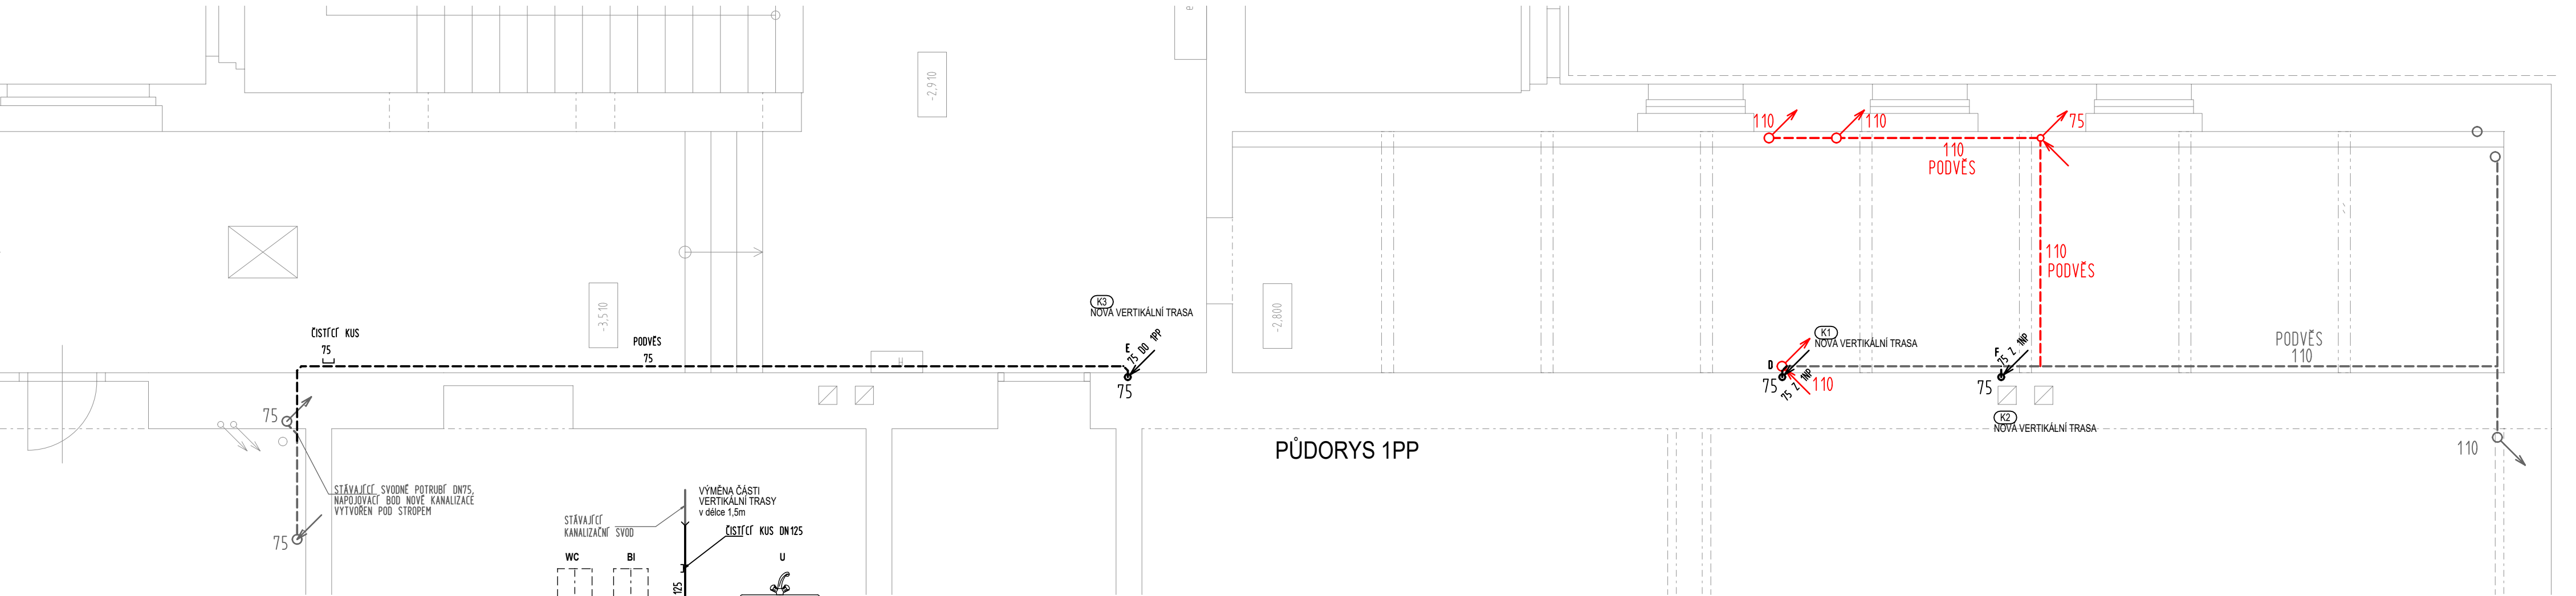 -2,910
110
110
75
110
PODVĚS
110
PODVĚS
-3,510
-2,800
K3
NOVÁ VERTIKÁLNÍ TRASA
ČISTÍCÍ KUS
75
PODVĚS
75
E
75 DO 1PP
75
K1
NOVÁ VERTIKÁLNÍ TRASA
D
75
75 Z 1NP
110
F
75 Z 1NP
75
K2
NOVÁ VERTIKÁLNÍ TRASA
PODVĚS
110
110
75
PŮDORYS 1PP
STÁVAJÍCÍ SVODNÉ POTRUBÍ DN75,
NAPOJOVACÍ BOD NOVÉ KANALIZACE
VYTVOŘEN POD STROPEM
75
VÝMĚNA ČÁSTI
VERTIKÁLNÍ TRASY
v délce 1,5m
STÁVAJÍCÍ
KANALIZAČNÍ SVOD
ČISTÍCÍ KUS DN125
WC
BI
U
125
H